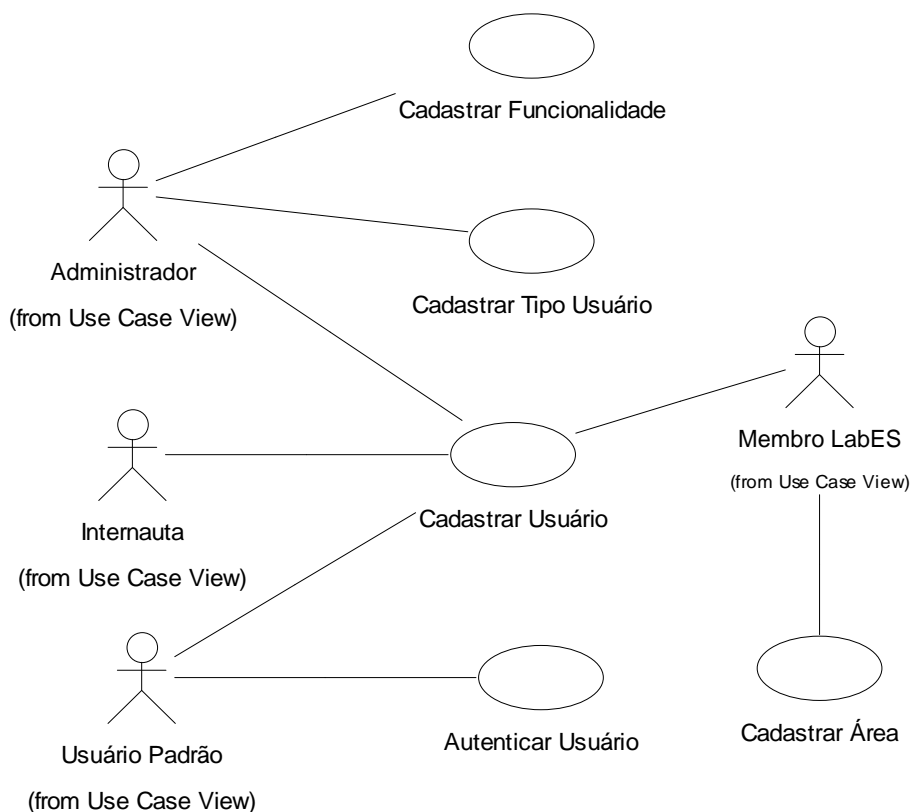 Cadastrar Funcionalidade
Administrador
(from Use Case View)
Cadastrar Tipo Usuário
Membro LabES
(from Use Case View)
Internauta
(from Use Case View)
Cadastrar Usuário
Usuário Padrão
(from Use Case View)
Autenticar Usuário
Cadastrar Área